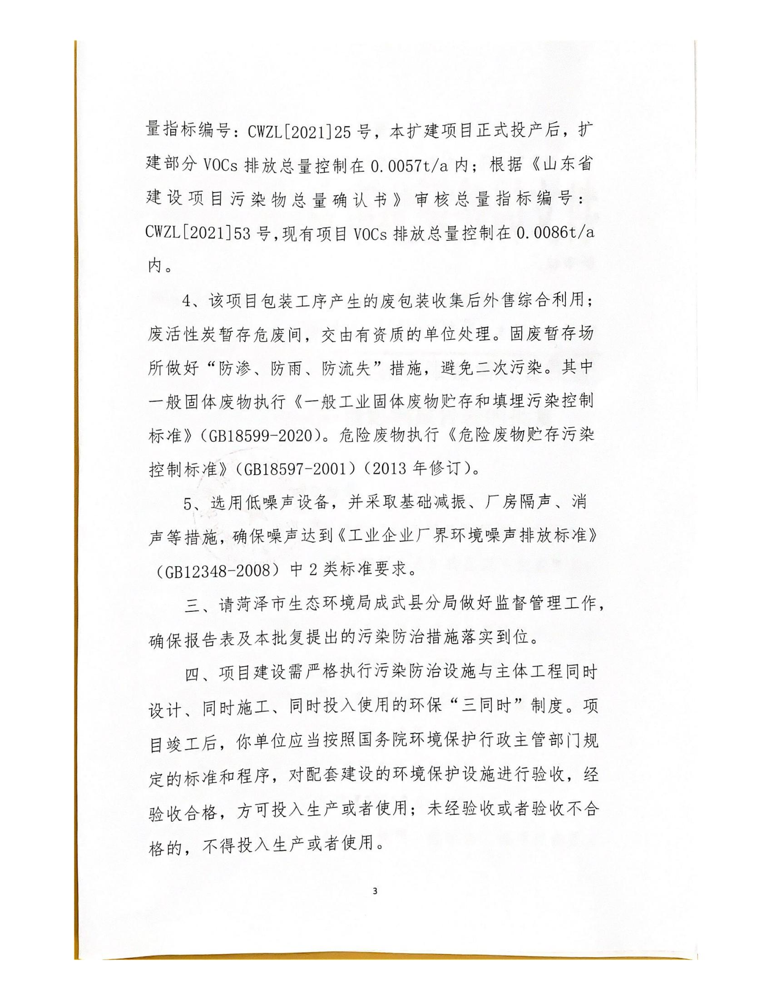 量指标编号：CWZL[2021]25 号，本扩建项目正式投产后，扩
建部分 VOCs 排放总量控制在 0.0057t/a 内；根据《山东省
建设项目污染物总量确认书》审核总量指标编号：
CWZL[2021]53 号,现有项目 VOCs 排放总量控制在 0.0086t/a
内。
4、该项目包装工序产生的废包装收集后外售综合利用；
废活性炭暂存危废间，交由有资质的单位处理。固废暂存场
所做好“防渗、防雨、防流失”措施，避免二次污染。其中
一般固体废物执行《一般工业固体废物贮存和填埋污染控制
标准》（GB18599-2020）。危险废物执行《危险废物贮存污染
控制标准》（GB18597-2001）（2013 年修订）。
5、选用低噪声设备，并采取基础减振、厂房隔声、消
声等措施，确保噪声达到《工业企业厂界环境噪声排放标准》
（GB12348-2008）中 2 类标准要求。
三、请菏泽市生态环境局成武县分局做好监督管理工作，
确保报告表及本批复提出的污染防治措施落实到位。
四、项目建设需严格执行污染防治设施与主体工程同时
设计、同时施工、同时投入使用的环保“三同时”制度。项
目竣工后，你单位应当按照国务院环境保护行政主管部门规
定的标准和程序，对配套建设的环境保护设施进行验收，经
验收合格，方可投入生产或者使用；未经验收或者验收不合
格的，不得投入生产或者使用。
3